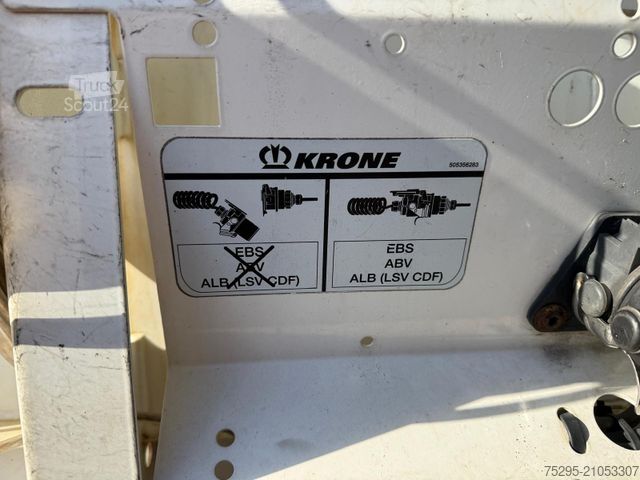 Truck
Scout24
KRONE
505356283
EBS
ABV
ALB (LSV CDF)
EBS
ABV
ALB (LSV CDF)
75295-21053307